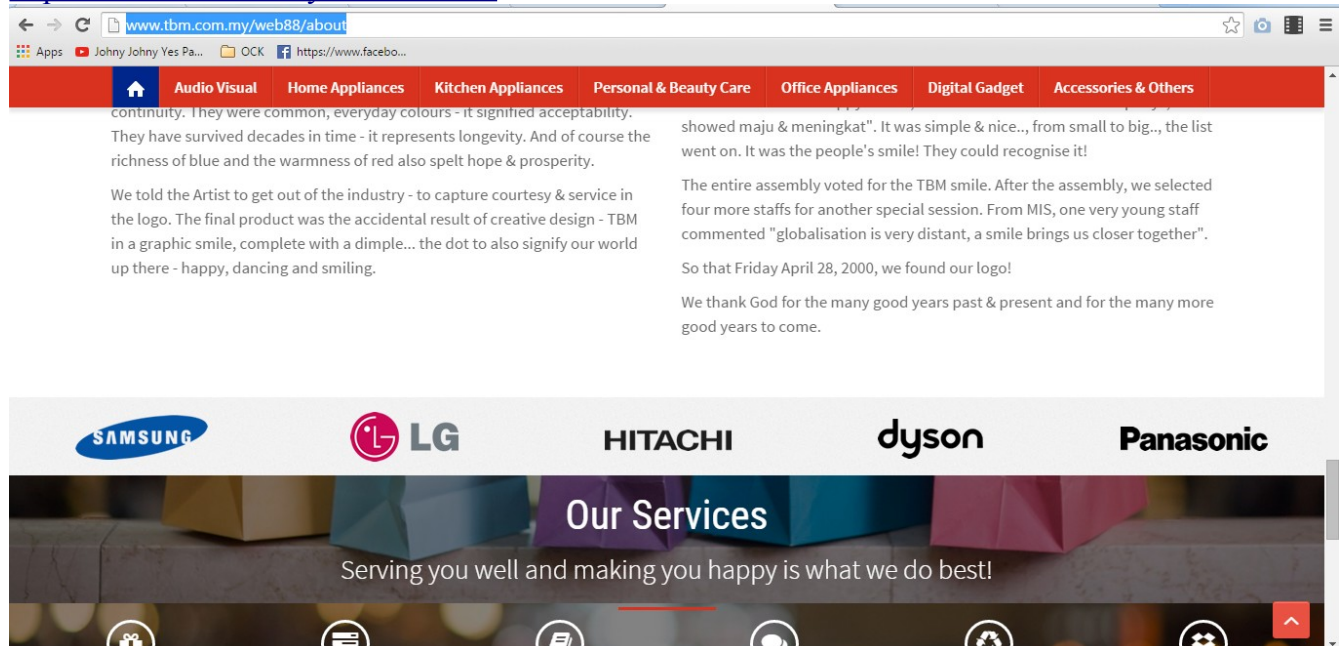 www.tbm.com.my/web88/about
Apps Johny Johny Yes Pa... OCK https://www.facebo...
Audio Visual Home Appliances Kitchen Appliances Personal & Beauty Care Office Appliances Digital Gadget Accessories & Others
continuity. They were common, everyday colours - it signified acceptability.
They have survived decades in time - it represents longevity. And of course the
richness of blue and the warmness of red also spelt hope & prosperity.
We told the Artist to get out of the industry - to capture courtesy & service in
the logo. The final product was the accidental result of creative design - TBM
in a graphic smile, complete with a dimple... the dot to also signify our world
up there - happy, dancing and smiling.
showed maju & meningkat". It was simple & nice.., from small to big.., the list
went on. It was the people's smile! They could recognise it!
The entire assembly voted for the TBM smile. After the assembly, we selected
four more staffs for another special session. From MIS, one very young staff
commented "globalisation is very distant, a smile brings us closer together".
So that Friday April 28, 2000, we found our logo!
We thank God for the many good years past & present and for the many more
good years to come.
SAMSUNG LG HITACHI dyson Panasonic
Our Services
Serving you well and making you happy is what we do best!